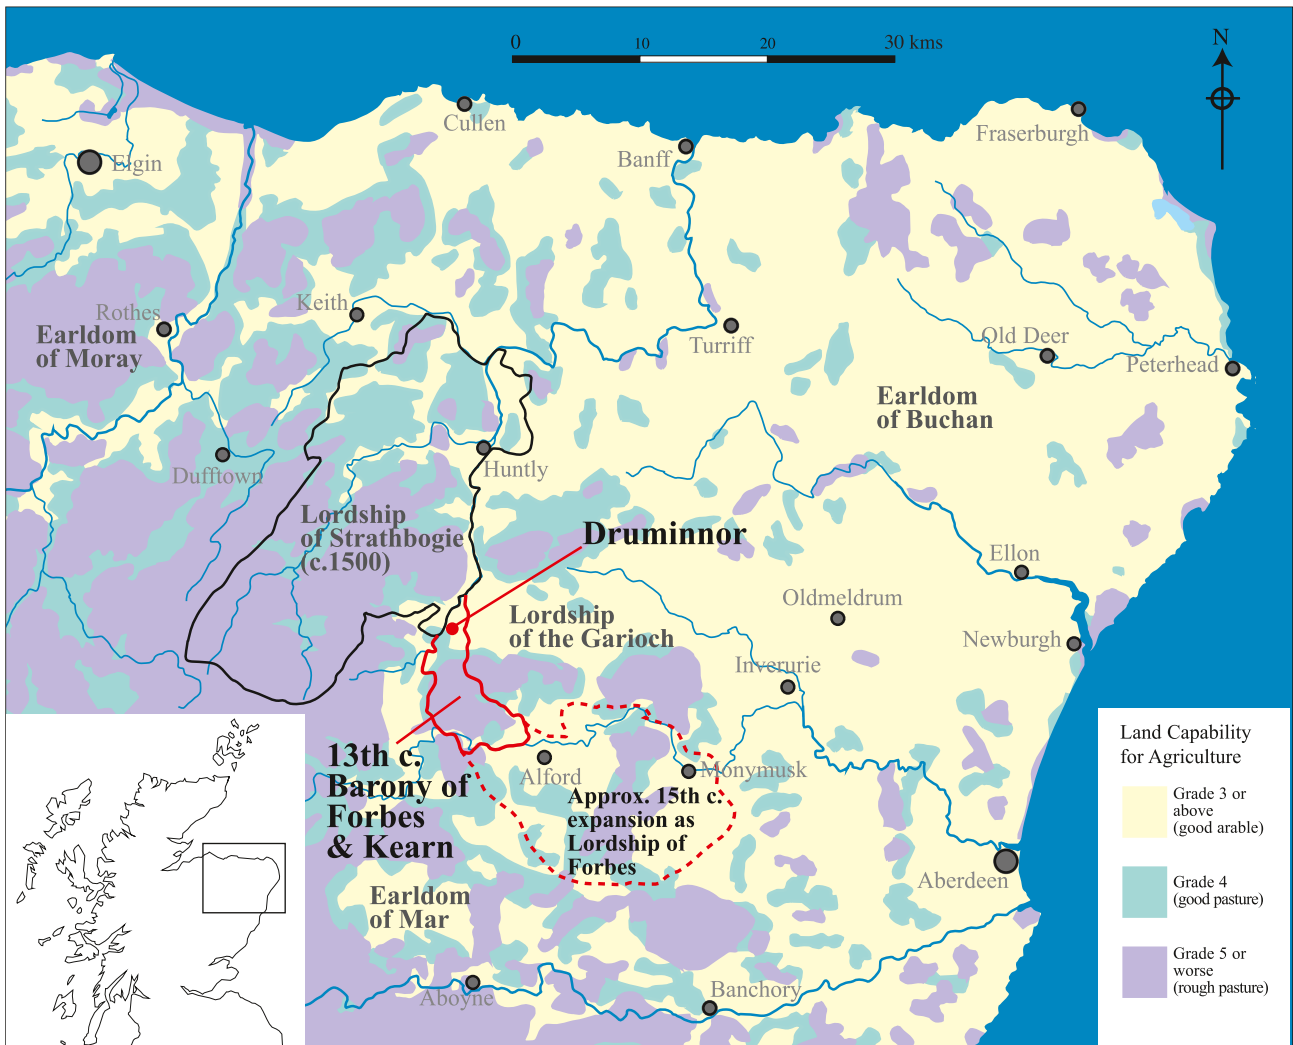 0
10
20
30 kms
N
Cullen
Fraserburgh
Banff
Elgin
Keith
Rothes
Earldom
of Moray
Turriff
Old Deer
Peterhead
Earldom
of Buchan
Dufftown
Huntly
Lordship
of Strathbogie
(c.1500)
Druminnor
Ellon
Oldmeldrum
Lordship
of the Garioch
Newburgh
Inverurie
13th c.
Barony of
Forbes
& Kearn
Alford
Monymusk
Approx. 15th c.
expansion as
Lordship of
Forbes
Aberdeen
Earldom
of Mar
Aboyne
Banchory
Land Capability
for Agriculture
Grade 3 or
above
(good arable)
Grade 4
(good pasture)
Grade 5 or
worse
(rough pasture)